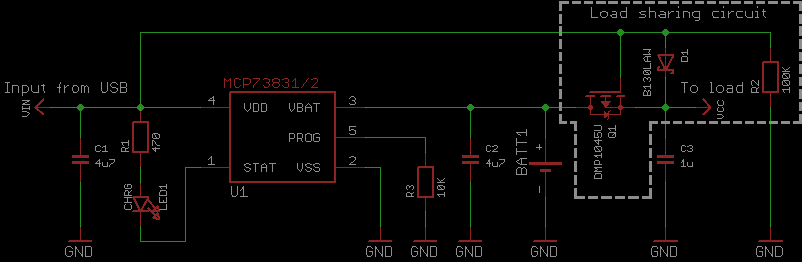 Load sharing circuit
MCP73831/2
Input from USB
VIN
4 VDD VBAT 3
PROG 5
1 STAT VSS 2
U1
C1
4u7
R1
470
CHRG
LED1
R3
10K
C2
4u7
BATT1
+
-
DMP1045U
Q1
B130LAW
D1
To load
VCC
R2
100K
C3
1u
GND
GND
GND
GND
GND
GND
GND